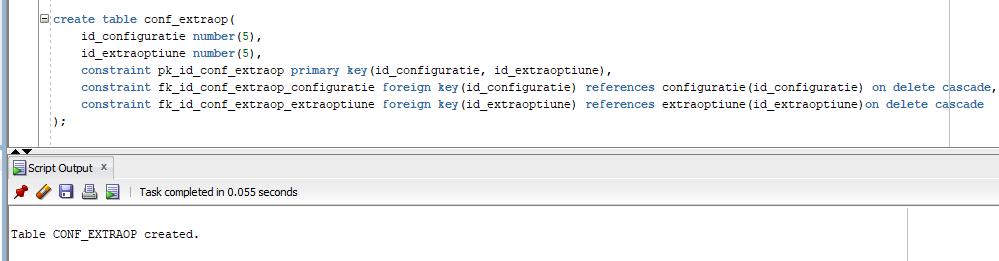 create table conf_extraop(
    id_configuratie number(5),
    id_extraoptiune number(5),
    constraint pk_id_conf_extraop primary key(id_configuratie, id_extraoptiune),
    constraint fk_id_conf_extraop_configuratie foreign key(id_configuratie) references configuratie(id_configuratie) on delete cascade,
    constraint fk_id_conf_extraop_extraoptiune foreign key(id_extraoptiune) references extraoptiune(id_extraoptiune)on delete cascade
);
Script Output x
Task completed in 0.055 seconds
Table CONF_EXTRAOP created.